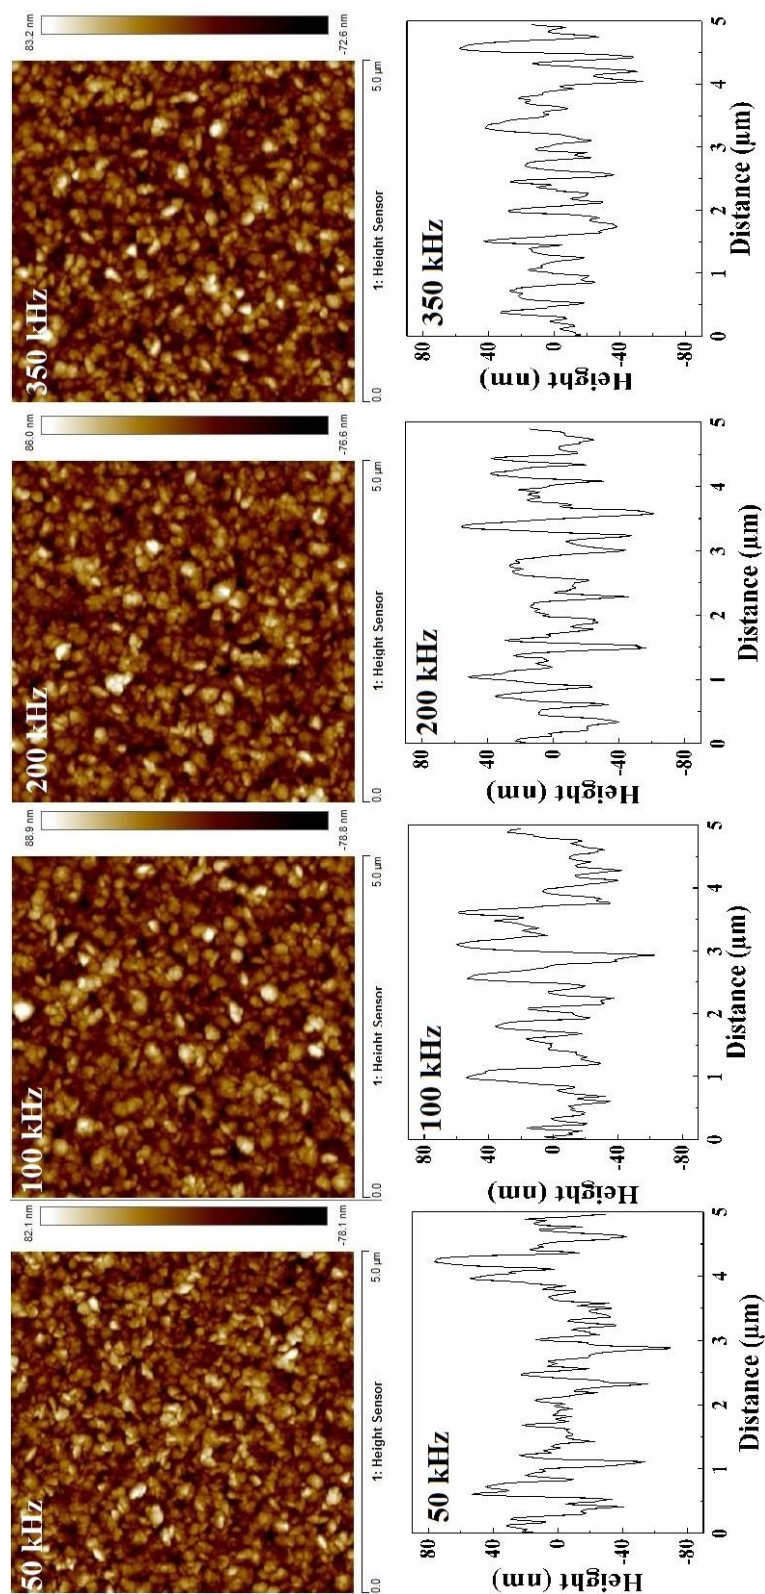 50 kHz
82.1 nm
-78.1 nm
0.0
1: Height Sensor
5.0 µm
100 kHz
88.9 nm
-78.8 nm
0.0
1: Height Sensor
5.0 µm
200 kHz
86.0 nm
-76.6 nm
0.0
1: Height Sensor
5.0 µm
350 kHz
83.2 nm
-72.6 nm
0.0
1: Height Sensor
5.0 µm
50 kHz
Height (nm)
80
40
0
-40
-80
0 1 2 3 4 5
Distance (µm)
100 kHz
Height (nm)
80
40
0
-40
-80
0 1 2 3 4 5
Distance (µm)
200 kHz
Height (nm)
80
40
0
-40
-80
0 1 2 3 4 5
Distance (µm)
350 kHz
Height (nm)
80
40
0
-40
-80
0 1 2 3 4 5
Distance (µm)